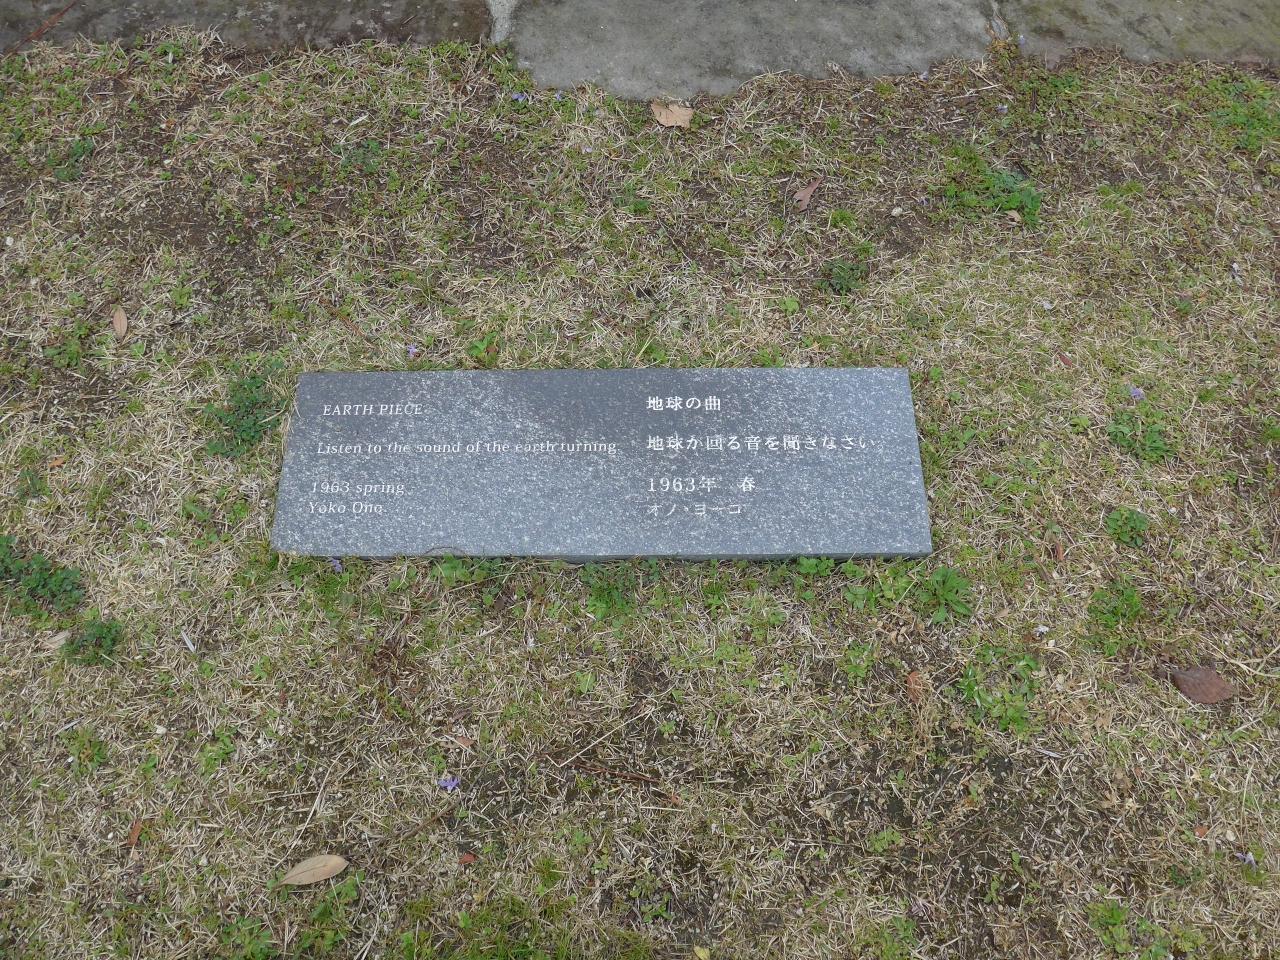 EARTH PIECE
Listen to the sound of the earth turning
1963 spring
Yoko Ono
地球の曲
地球が回る音を聞きなさい
1963年　春
オノ・ヨーコ